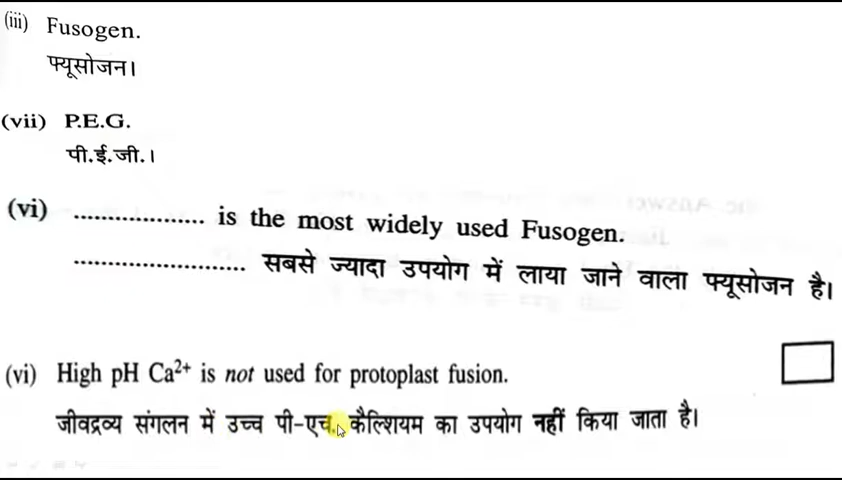 (iii) Fusogen.
फ्यूसोजन।
(vii) P.E.G.
पी.ई.जी.।
(vi) .................... is the most widely used Fusogen.
.......................... सबसे ज्यादा उपयोग में लाया जाने वाला फ्यूसोजन है।
(vi) High pH Ca²⁺ is not used for protoplast fusion.
जीवद्रव्य संगलन में उच्च पी-एच. कैल्शियम का उपयोग नहीं किया जाता है।